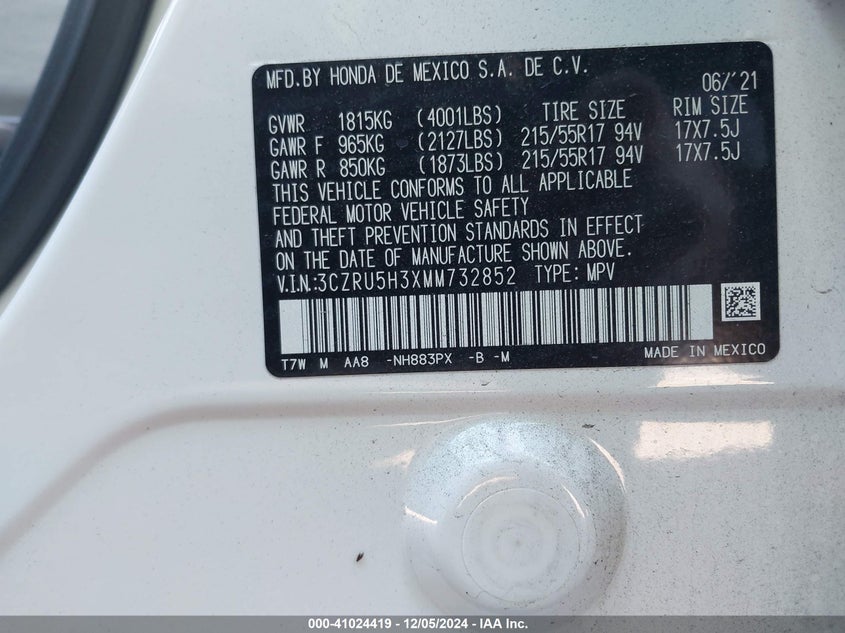 MFD.BY HONDA DE MEXICO S.A. DE C.V.
06/'21
GVWR 1815KG (4001LBS) TIRE SIZE RIM SIZE
GAWR F 965KG (2127LBS) 215/55R17 94V 17X7.5J
GAWR R 850KG (1873LBS) 215/55R17 94V 17X7.5J
THIS VEHICLE CONFORMS TO ALL APPLICABLE
FEDERAL MOTOR VEHICLE SAFETY
AND THEFT PREVENTION STANDARDS IN EFFECT
ON THE DATE OF MANUFACTURE SHOWN ABOVE.
V.I.N:3CZRU5H3XMM732852 TYPE: MPV
T7W M AA8 -NH883PX -B -M MADE IN MEXICO
000-41024419 - 12/05/2024 - IAA Inc.